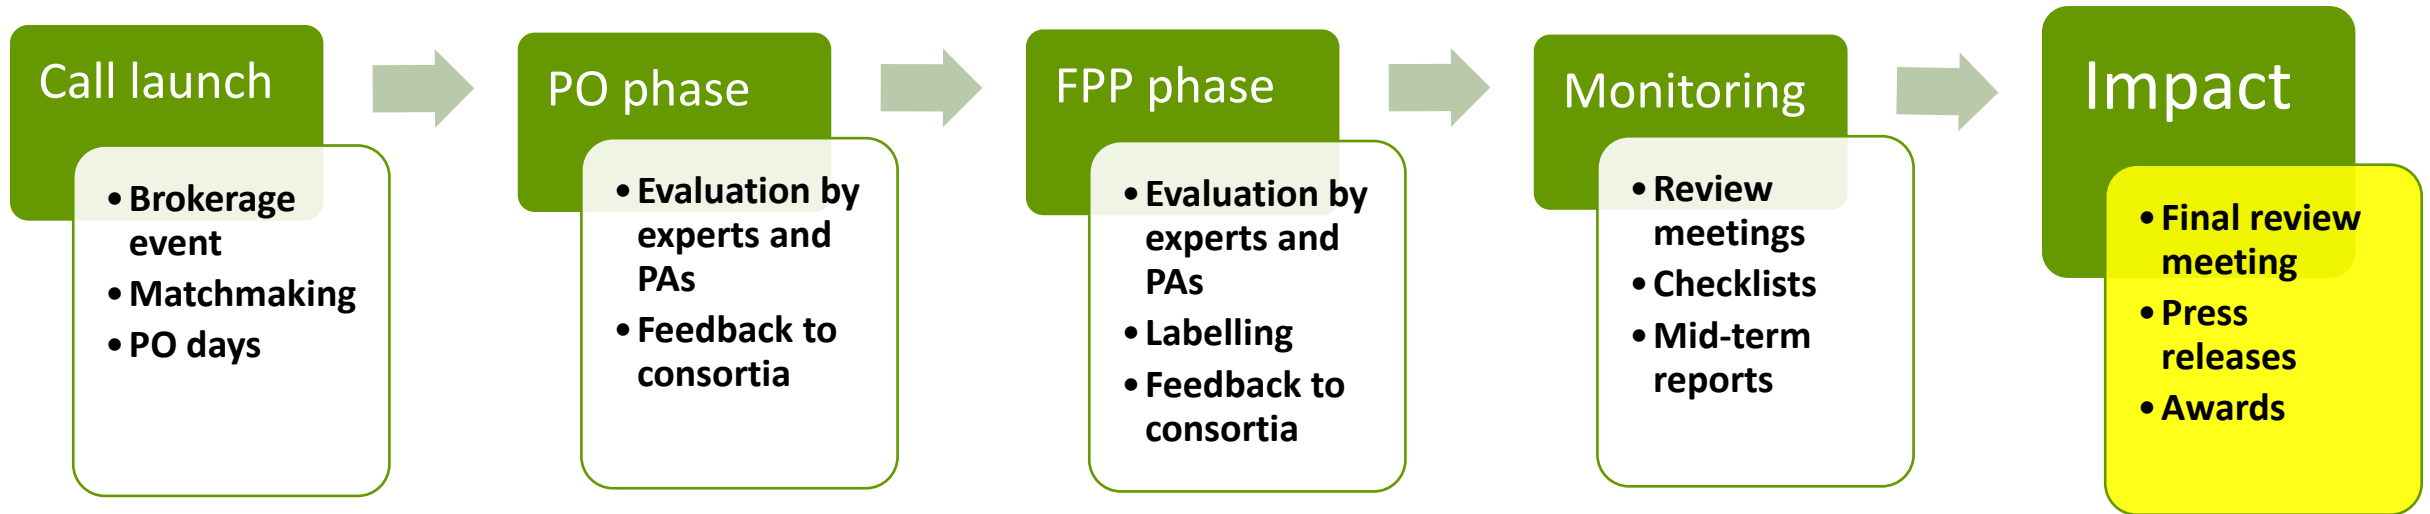 Call launch
• Brokerage
event
• Matchmaking
• PO days
PO phase
• Evaluation by
experts and
PAs
• Feedback to
consortia
FPP phase
• Evaluation by
experts and
PAs
• Labelling
• Feedback to
consortia
Monitoring
• Review
meetings
• Checklists
• Mid-term
reports
Impact
• Final review
meeting
• Press
releases
• Awards